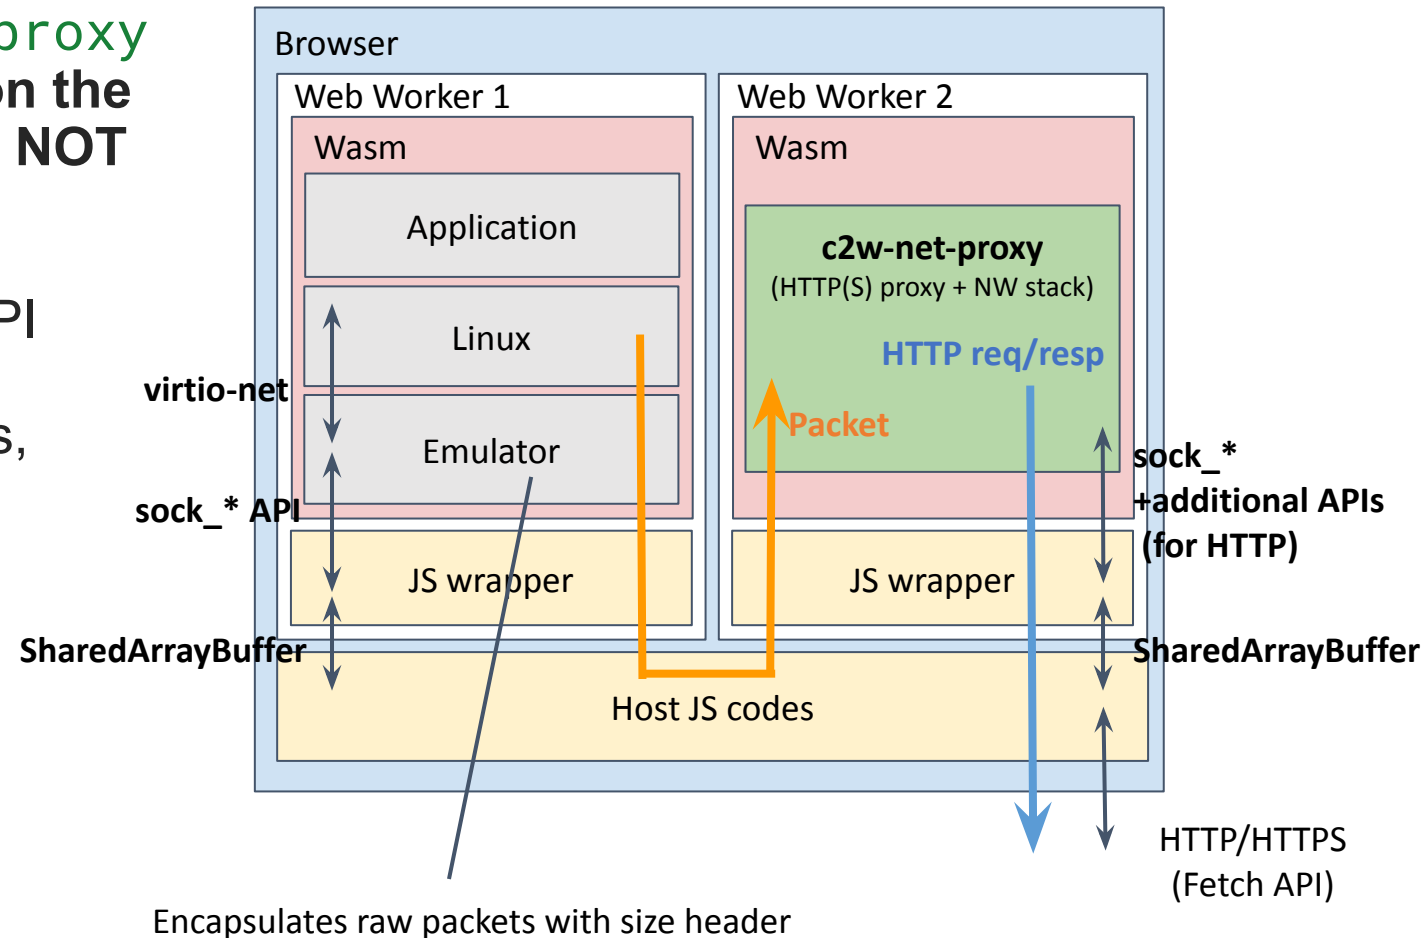 proxy
on the
NOT
PI
s,
Browser
Web Worker 1
Wasm
Application
Linux
Emulator
JS wrapper
virtio-net
sock_* API
SharedArrayBuffer
Web Worker 2
Wasm
c2w-net-proxy
(HTTP(S) proxy + NW stack)
HTTP req/resp
Packet
JS wrapper
sock_*
+additional APIs
(for HTTP)
SharedArrayBuffer
Host JS codes
HTTP/HTTPS
(Fetch API)
Encapsulates raw packets with size header